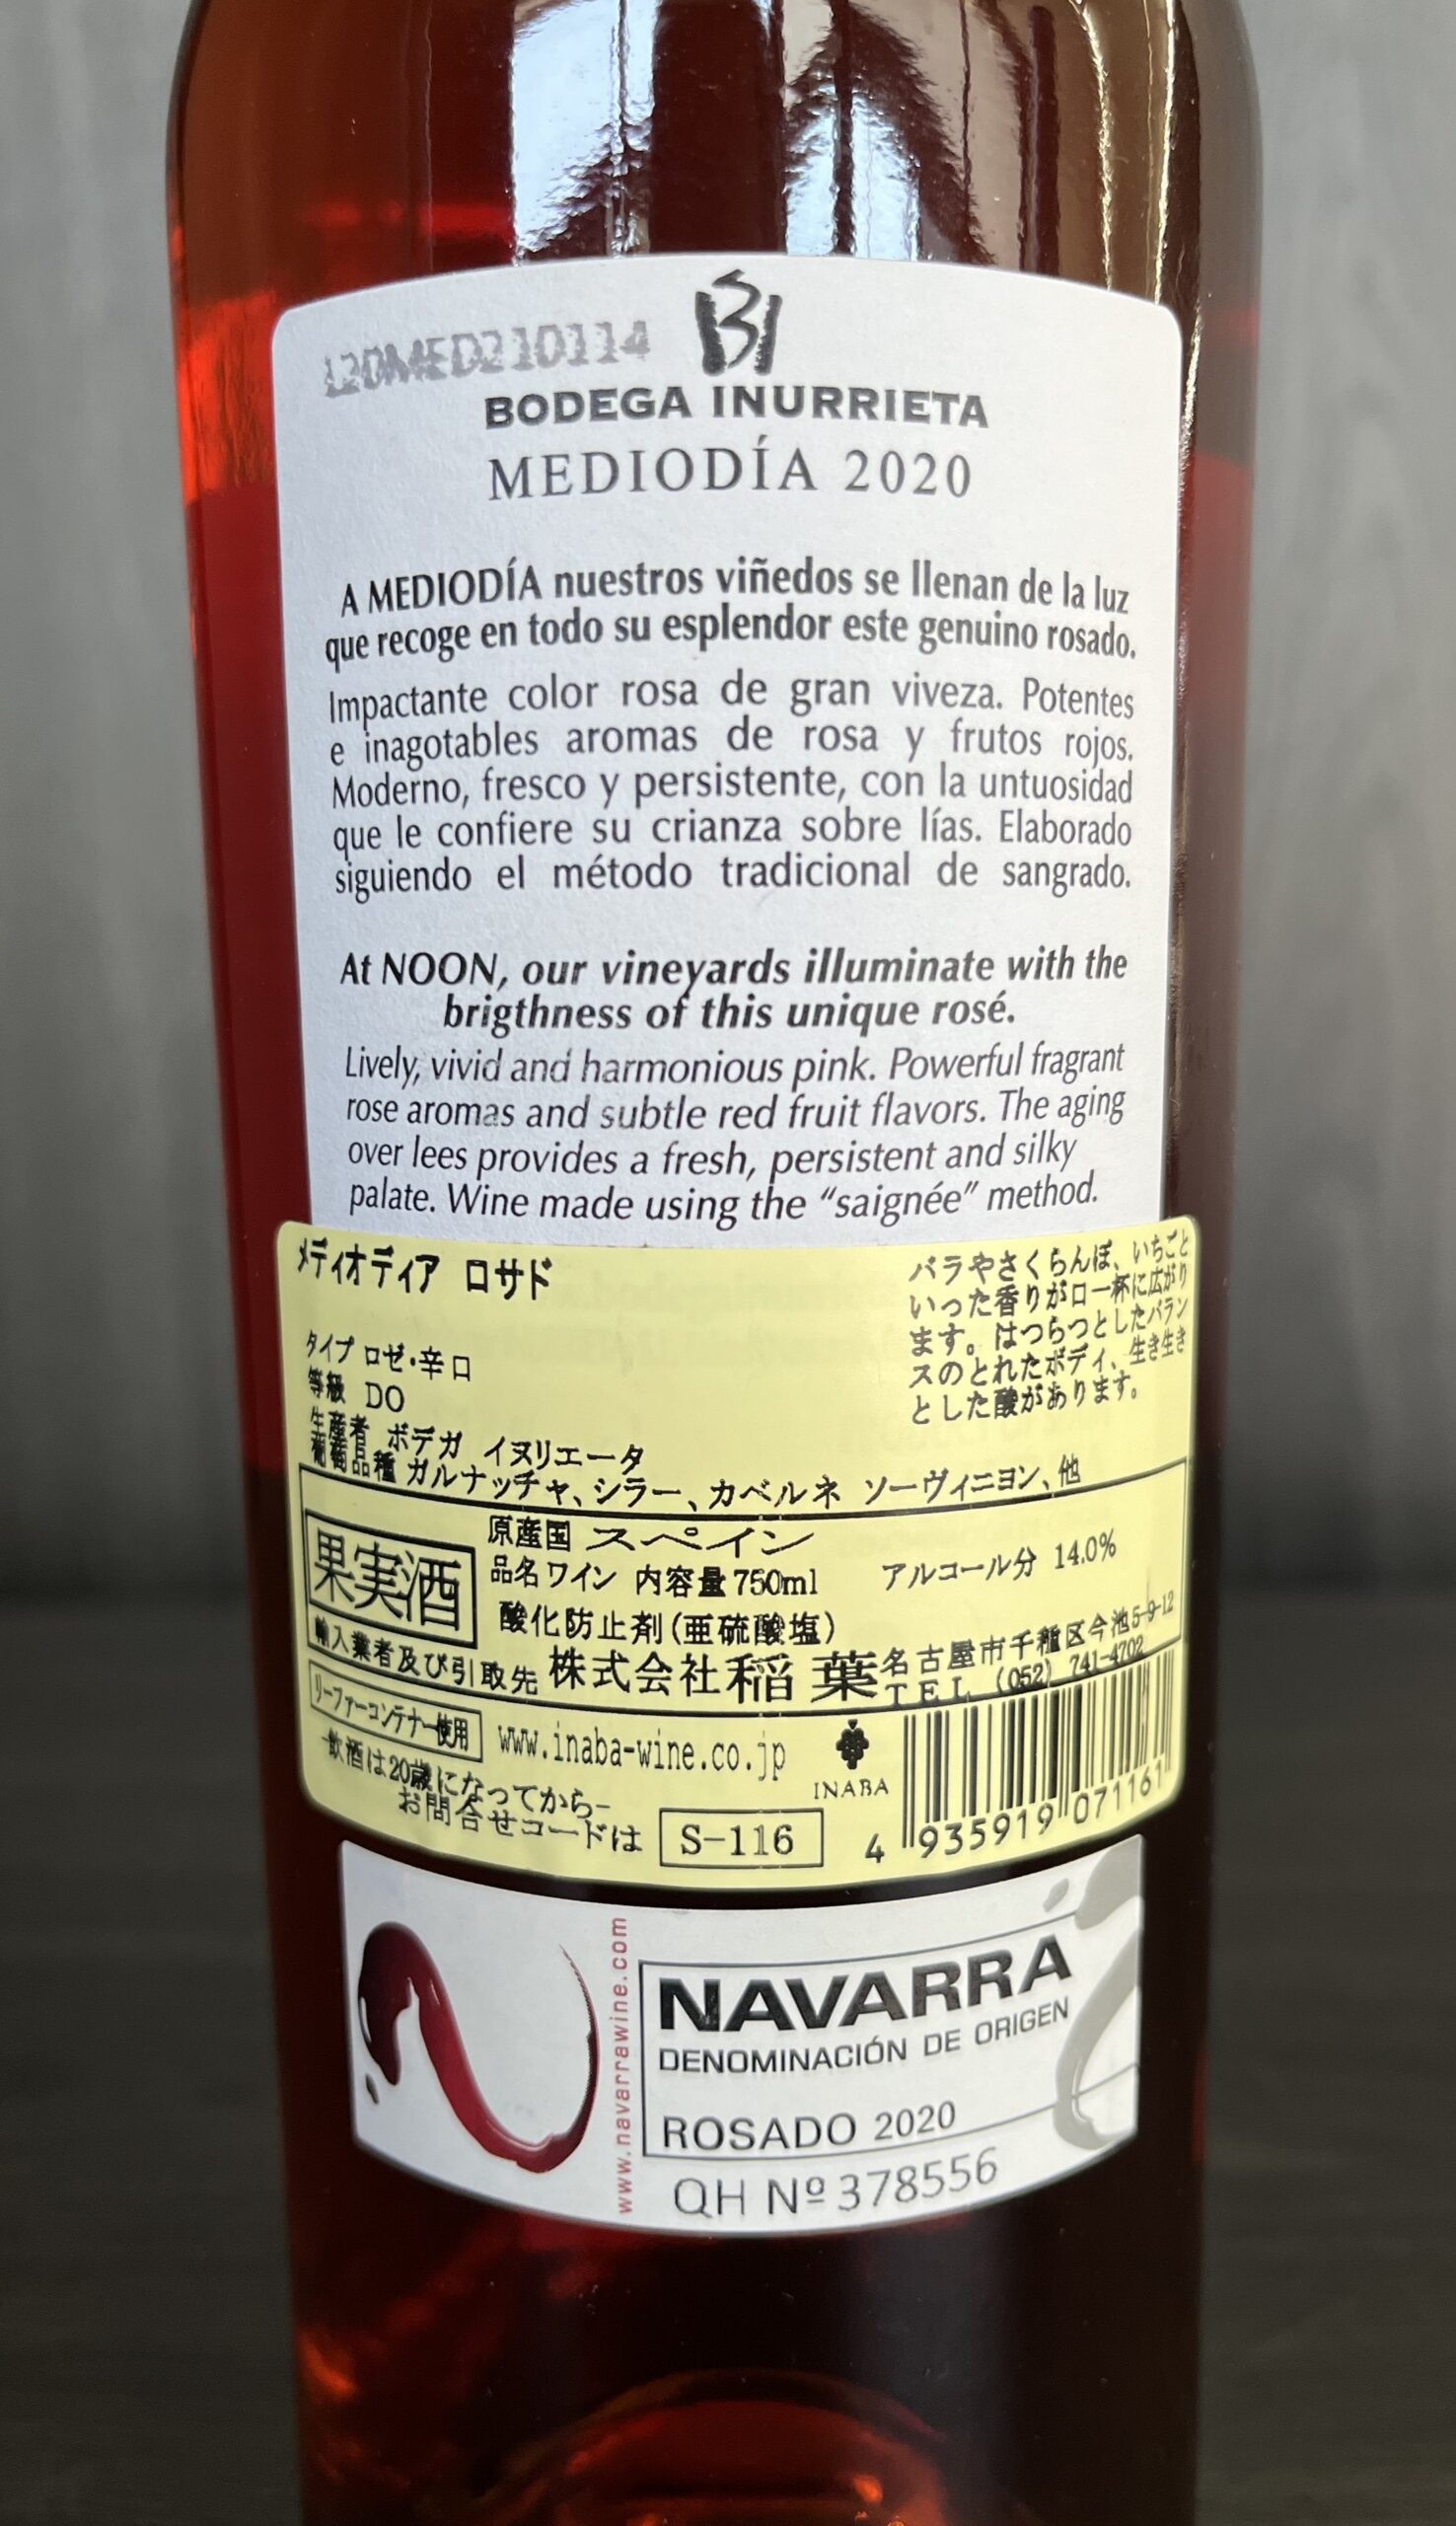 L20MED210114
BODEGA INURRIETA
MEDIODÍA 2020
A MEDIODÍA nuestros viñedos se llenan de la luz
que recoge en todo su esplendor este genuino rosado.
Impactante color rosa de gran viveza. Potentes
e inagotables aromas de rosa y frutos rojos.
Moderno, fresco y persistente, con la untuosidad
que le confiere su crianza sobre lías. Elaborado
siguiendo el método tradicional de sangrado.
At NOON, our vineyards illuminate with the
brigthness of this unique rosé.
Lively, vivid and harmonious pink. Powerful fragrant
rose aromas and subtle red fruit flavors. The aging
over lees provides a fresh, persistent and silky
palate. Wine made using the “saignée” method.
メディオディア ロサド
バラやさくらんぼ、いちごと
いった香りが口一杯に広がり
ます。はつらつとしたバラン
スのとれたボディ、生き生き
とした酸があります。
タイプ ロゼ・辛口
等級 DO
生産者 ボデガ イヌリエータ
葡萄品種 ガルナッチャ、シラー、カベルネ ソーヴィニヨン、他
果実酒
原産国 スペイン
品名 ワイン 内容量 750ml アルコール分 14.0%
酸化防止剤(亜硫酸塩)
輸入業者及び引取先 株式会社 稲葉 名古屋市千種区今池5-9-12
TEL (052) 741-4702
リーファーコンテナー使用 www.inaba-wine.co.jp
INABA
-飲酒は20歳になってから-
お問合せコードは S-116
4 935919 071161
www.navarrawine.com
NAVARRA
DENOMINACIÓN DE ORIGEN
ROSADO 2020
QH Nº 378556